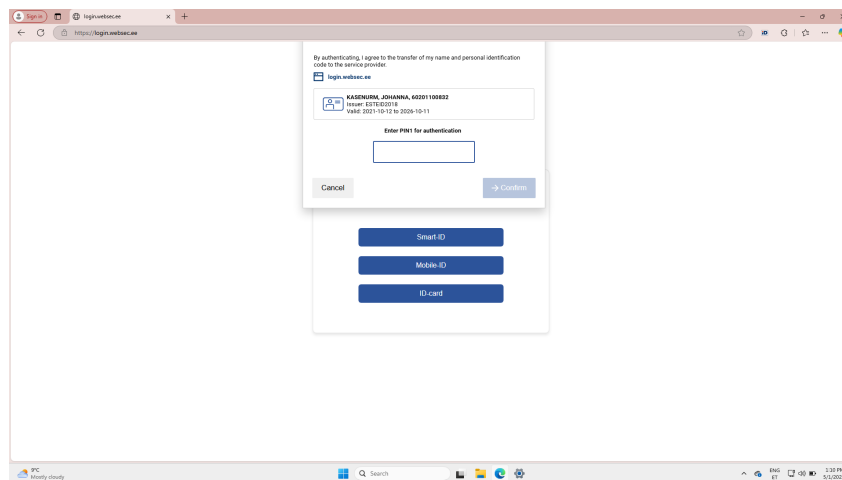 Sign in
login.websec.ee
https://login.websec.ee
By authenticating, I agree to the transfer of my name and personal identification
code to the service provider.
login.websec.ee
KASENURM, JOHANNA, 60201100832
Issuer: ESTEID2018
Valid: 2021-10-12 to 2026-10-11
Enter PIN1 for authentication
Cancel
Confirm
Smart-ID
Mobile-ID
ID-card
9°C
Mostly cloudy
Search
ENG
ET
1:10